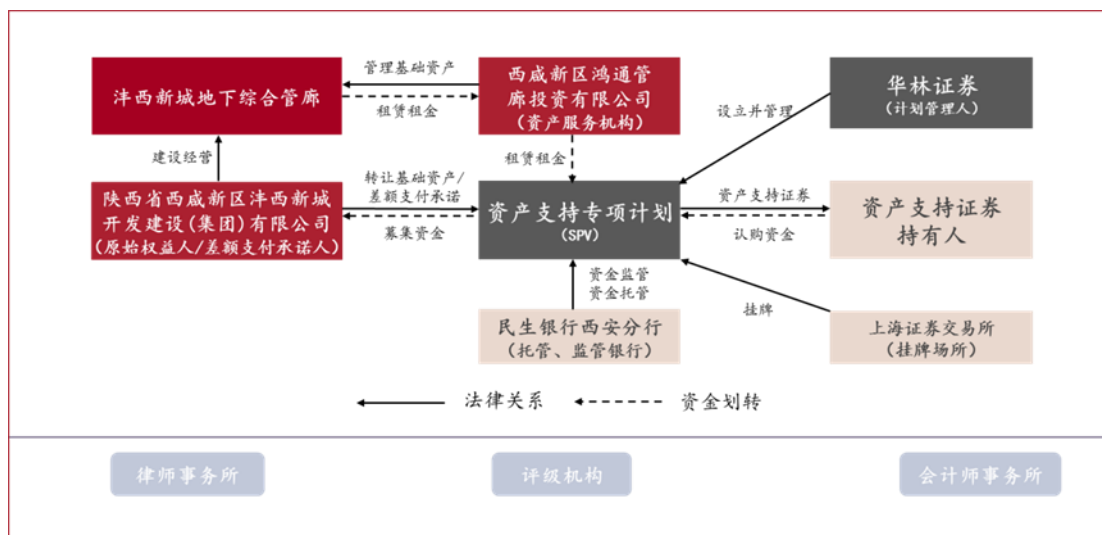 沣西新城地下综合管廊
管理基础资产
租赁租金
西咸新区鸿通管
廊投资有限公司
(资产服务机构)
华林证券
(计划管理人)
设立并管理
建设经营
租赁租金
陕西省西咸新区沣西新城
开发建设(集团)有限公司
(原始权益人/差额支付承诺人)
转让基础资产/
差额支付承诺
募集资金
资产支持专项计划
(SPV)
资产支持证券
认购资金
资产支持证券
持有人
资金监管
资金托管
挂牌
民生银行西安分行
(托管、监管银行)
上海证券交易所
(挂牌场所)
法律关系
资金划转
律师事务所
评级机构
会计师事务所